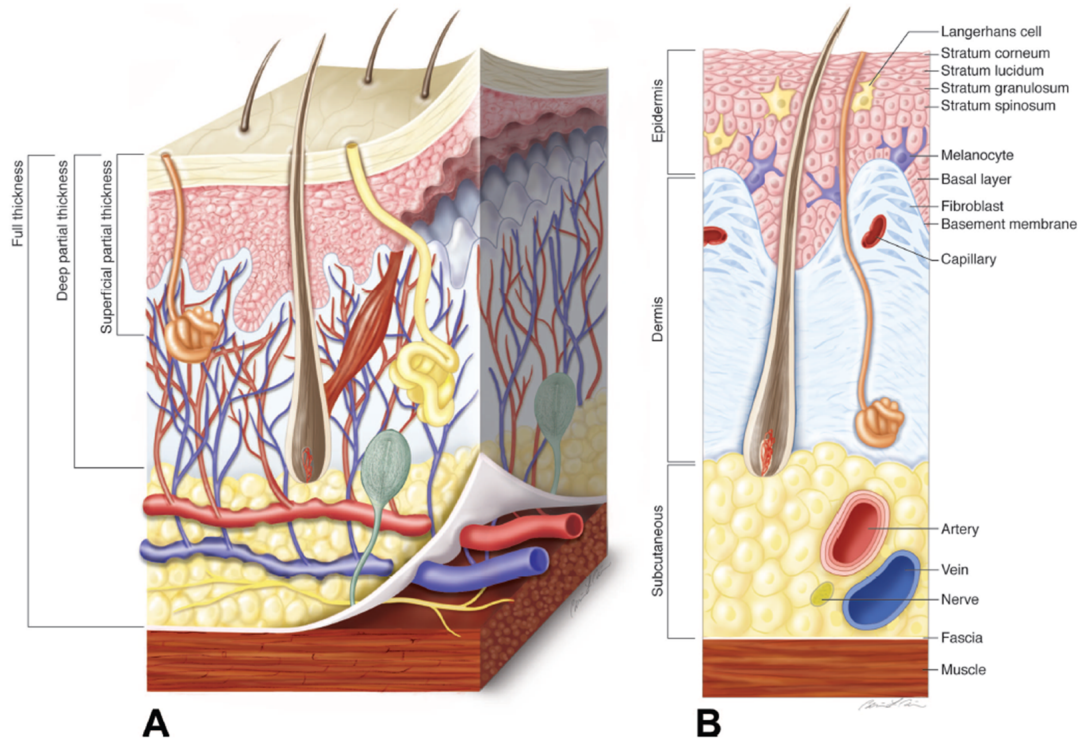 Full thickness
Deep partial thickness
Superficial partial thickness
A
Epidermis
Dermis
Subcutaneous
Langerhans cell
Stratum corneum
Stratum lucidum
Stratum granulosum
Stratum spinosum
Melanocyte
Basal layer
Fibroblast
Basement membrane
Capillary
Artery
Vein
Nerve
Fascia
Muscle
B